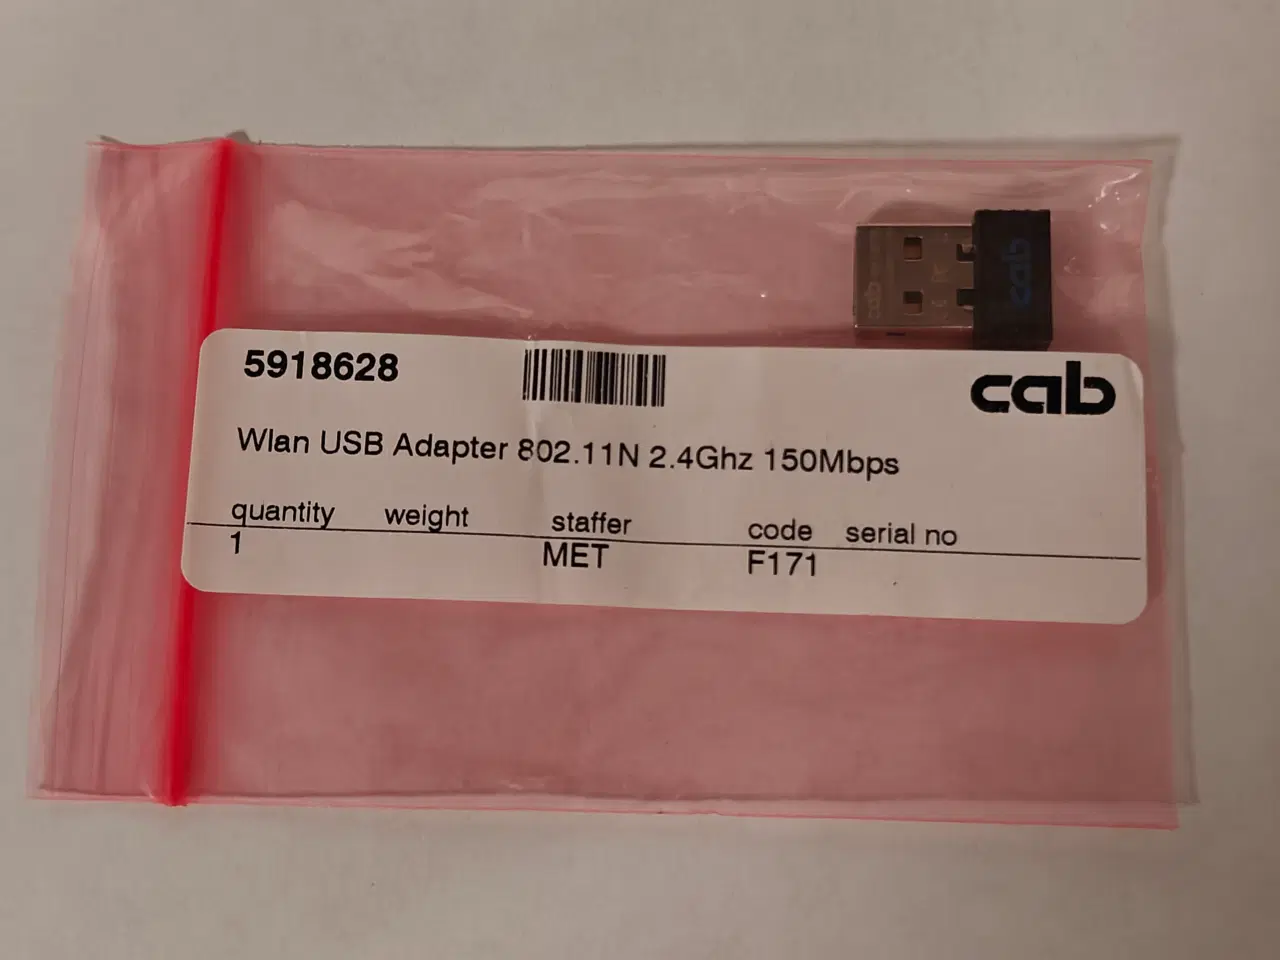 cab
5918628
cab
Wlan USB Adapter 802.11N 2.4Ghz 150Mbps
quantity weight staffer code serial no
1 MET F171